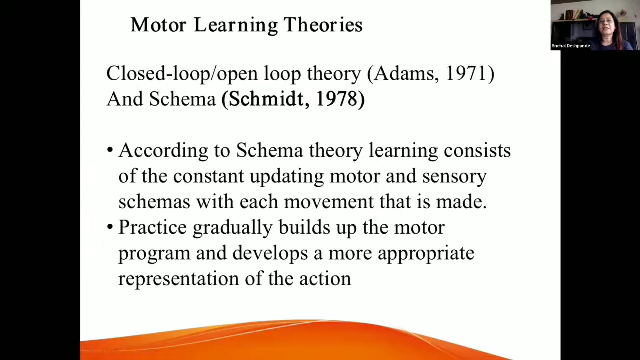 Motor Learning Theories
Closed-loop/open loop theory (Adams, 1971)
And Schema (Schmidt, 1978)
• According to Schema theory learning consists
of the constant updating motor and sensory
schemas with each movement that is made.
• Practice gradually builds up the motor
program and develops a more appropriate
representation of the action